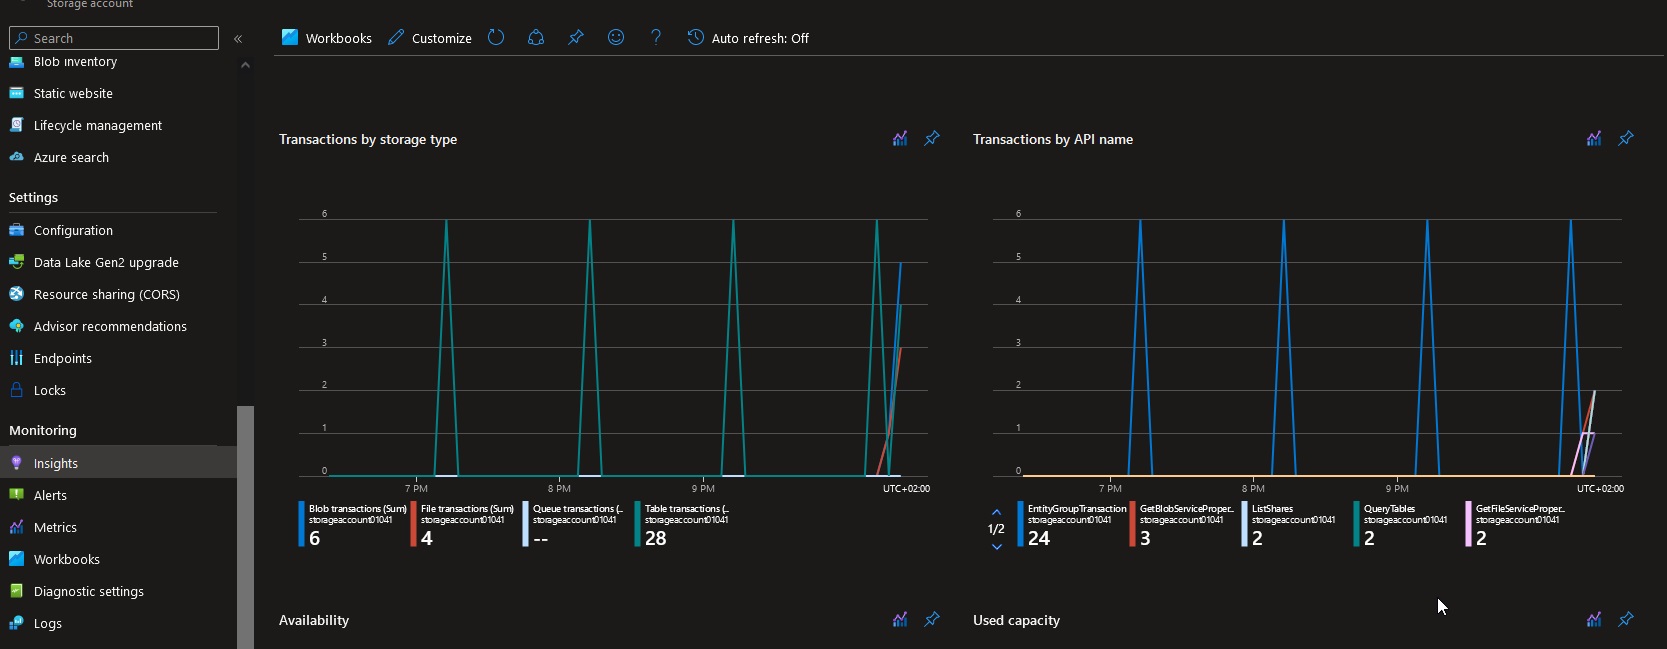 Storage account
Search
«
Workbooks
Customize
?
Auto refresh: Off
Blob inventory
Static website
Lifecycle management
Azure search
Settings
Configuration
Data Lake Gen2 upgrade
Resource sharing (CORS)
Advisor recommendations
Endpoints
Locks
Monitoring
Insights
Alerts
Metrics
Workbooks
Diagnostic settings
Logs
Transactions by storage type
6
5
4
3
2
1
0
7 PM
8 PM
9 PM
UTC+02:00
Blob transactions (Sum)
storageaccount01041
6
File transactions (Sum)
storageaccount01041
4
Queue transactions (..
storageaccount01041
--
Table transactions (..
storageaccount01041
28
Transactions by API name
6
5
4
3
2
1
0
7 PM
8 PM
9 PM
UTC+02:00
1/2
EntityGroupTransaction
storageaccount01041
24
GetBlobServiceProper..
storageaccount01041
3
ListShares
storageaccount01041
2
QueryTables
storageaccount01041
2
GetFileServiceProper..
storageaccount01041
2
Availability
Used capacity